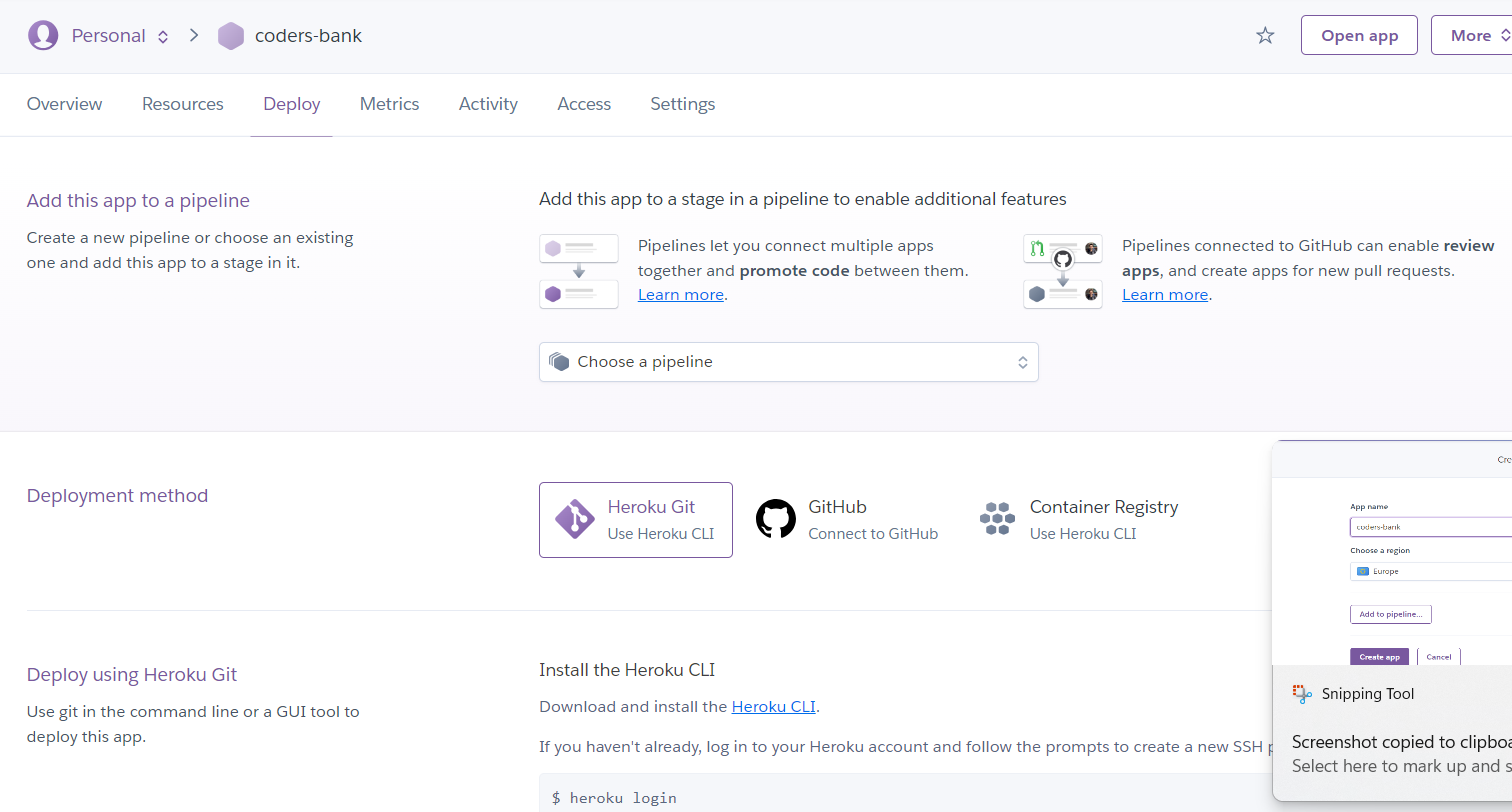 Personal
coders-bank
Open app
More
Overview
Resources
Deploy
Metrics
Activity
Access
Settings
Add this app to a pipeline
Create a new pipeline or choose an existing
one and add this app to a stage in it.
Add this app to a stage in a pipeline to enable additional features
Pipelines let you connect multiple apps
together and promote code between them.
Learn more.
Pipelines connected to GitHub can enable review
apps, and create apps for new pull requests.
Learn more.
Choose a pipeline
Deployment method
Heroku Git
Use Heroku CLI
GitHub
Connect to GitHub
Container Registry
Use Heroku CLI
Deploy using Heroku Git
Use git in the command line or a GUI tool to
deploy this app.
Install the Heroku CLI
Download and install the Heroku CLI.
If you haven't already, log in to your Heroku account and follow the prompts to create a new SSH
$ heroku login
App name
coders-bank
Choose a region
Europe
Add to pipeline...
Create app
Cancel
Snipping Tool
Screenshot copied to
Select here to mark up and